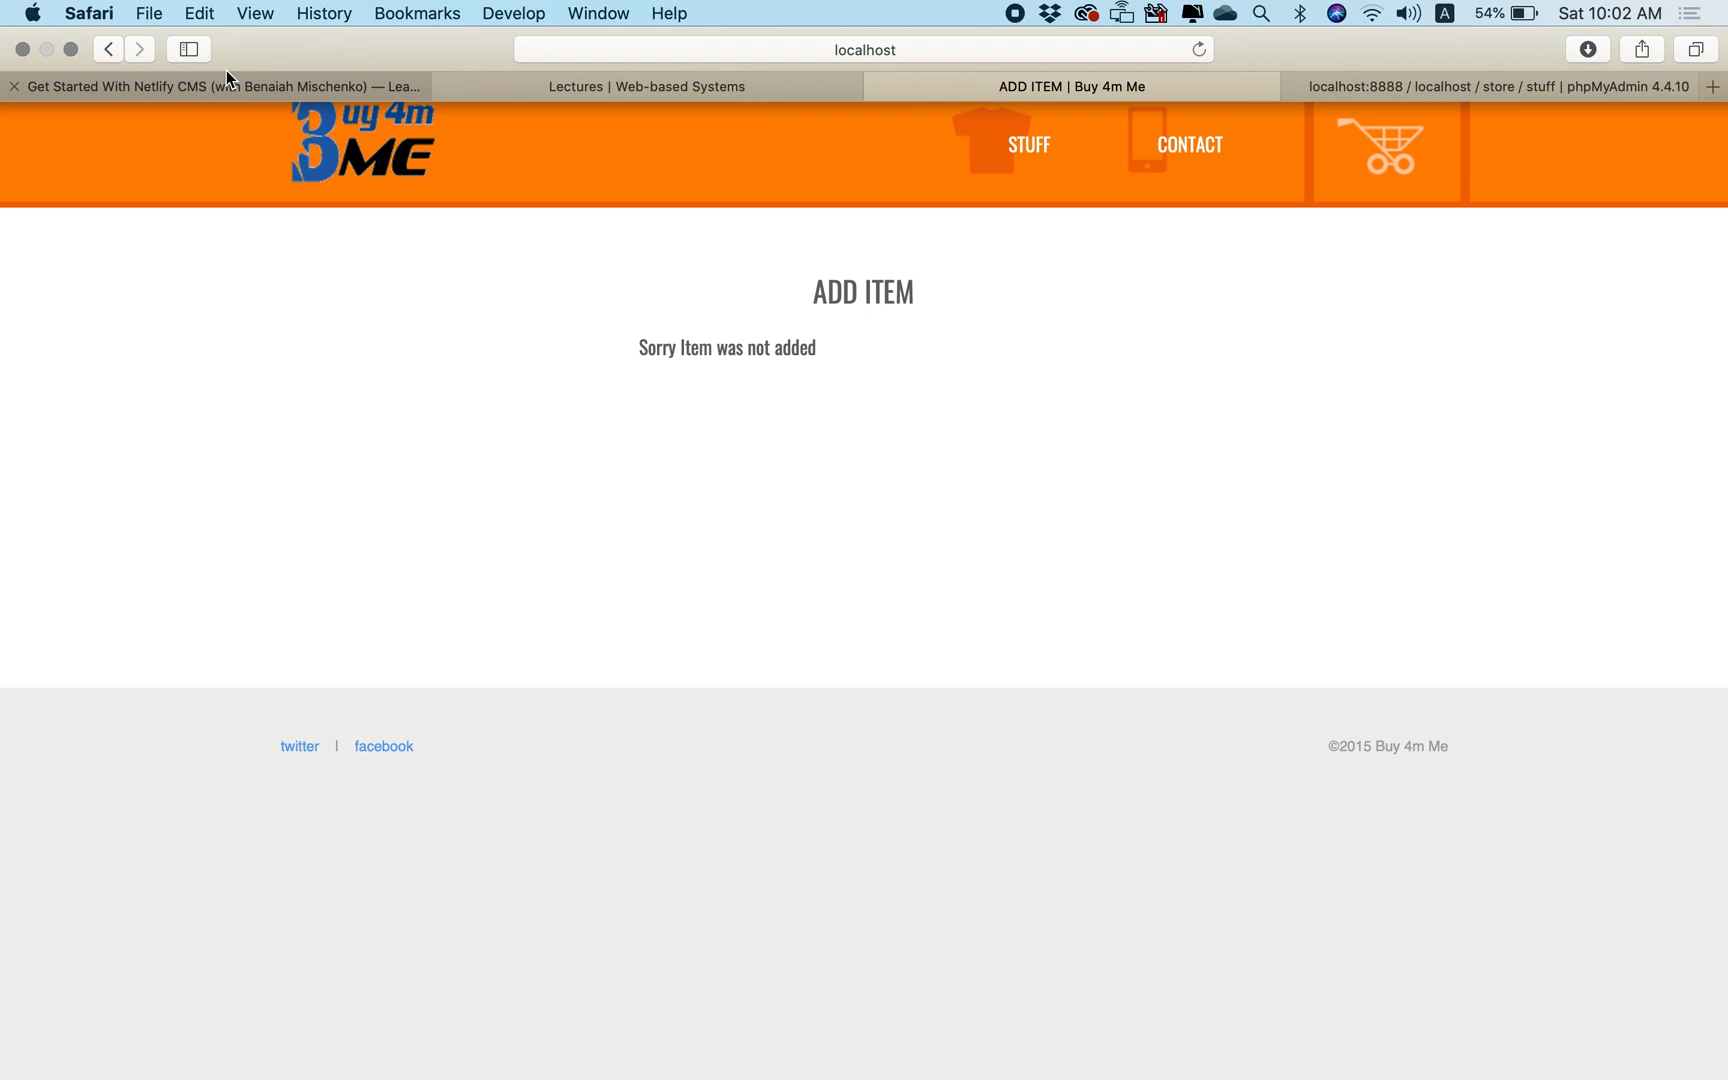 Safari File Edit View History Bookmarks Develop Window Help A 54% Sat 10:02 AM
localhost
Get Started With Netlify CMS (with Benaiah Mischenko) — Lea... Lectures | Web-based Systems ADD ITEM | Buy 4m Me localhost:8888 / localhost / store / stuff | phpMyAdmin 4.4.10
Buy 4m
ME
STUFF CONTACT
ADD ITEM
Sorry Item was not added
twitter | facebook ©2015 Buy 4m Me